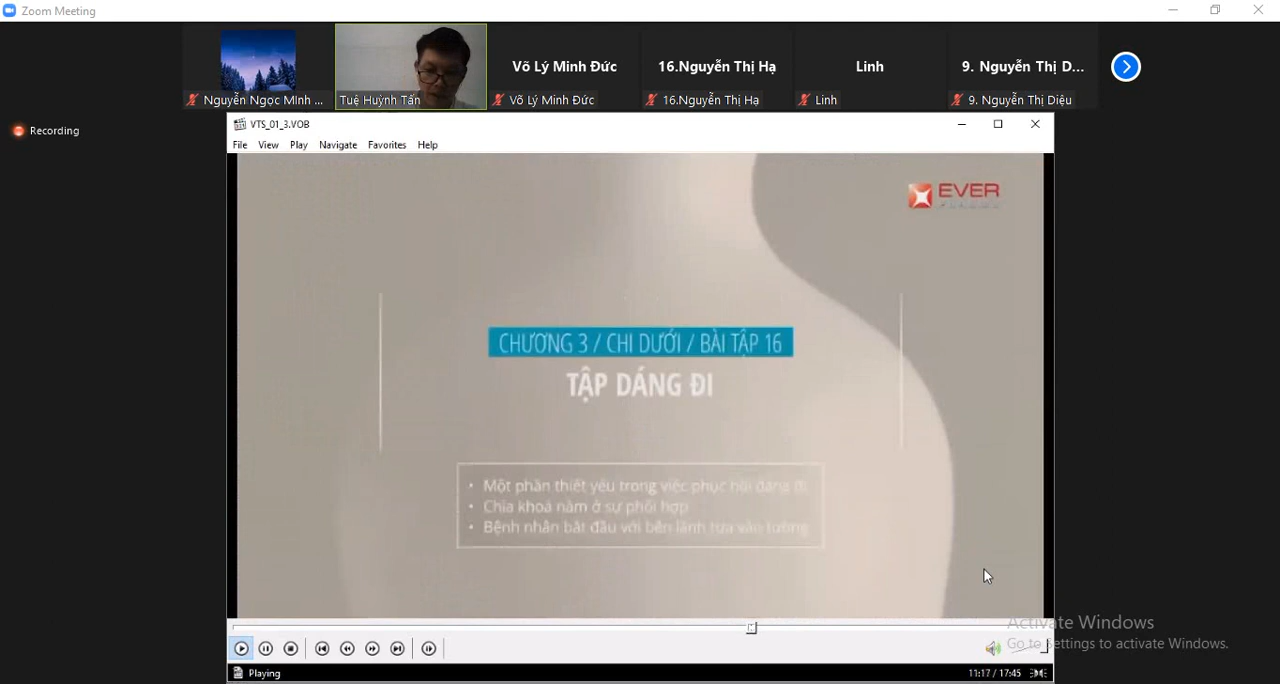 Zoom Meeting
Võ Lý Minh Đức
16.Nguyễn Thị Hạ
Linh
9. Nguyễn Thị D...
Nguyễn Ngọc MInh ...
Tuệ Huỳnh Tấn
Võ Lý Minh Đức
16.Nguyễn Thị Hạ
Linh
9. Nguyễn Thị Diệu
Recording
VTS_01_3.VOB
File View Play Navigate Favorites Help
EVER
CHƯƠNG 3 / CHI DƯỚI / BÀI TẬP 16
TẬP DÁNG ĐI
• Một phần thiết yếu trong việc phục hồi dáng đi
• Chìa khoá nằm ở sự phối hợp
• Bệnh nhân bắt đầu với bên lành tựa vào tường
Activate Windows
Go to Settings to activate Windows.
Playing
11:17 / 17:45